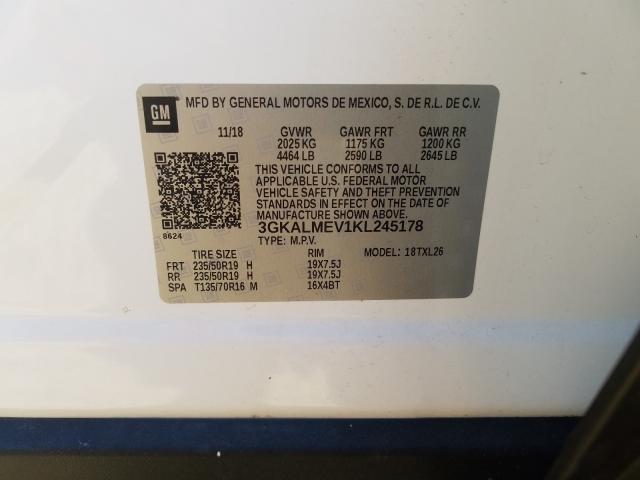 GM
MFD BY GENERAL MOTORS DE MEXICO, S. DE R.L. DE C.V.
11/18 GVWR GAWR FRT GAWR RR
2025 KG 1175 KG 1200 KG
4464 LB 2590 LB 2645 LB
THIS VEHICLE CONFORMS TO ALL
APPLICABLE U.S. FEDERAL MOTOR
VEHICLE SAFETY AND THEFT PREVENTION
STANDARDS IN EFFECT ON THE DATE OF
MANUFACTURE SHOWN ABOVE.
8624 3GKALMEV1KL245178
TYPE: M.P.V. MODEL: 18TXL26
TIRE SIZE RIM
FRT 235/50R19 H 19X7.5J
RR 235/50R19 H 19X7.5J
SPA T135/70R16 M 16X4BT